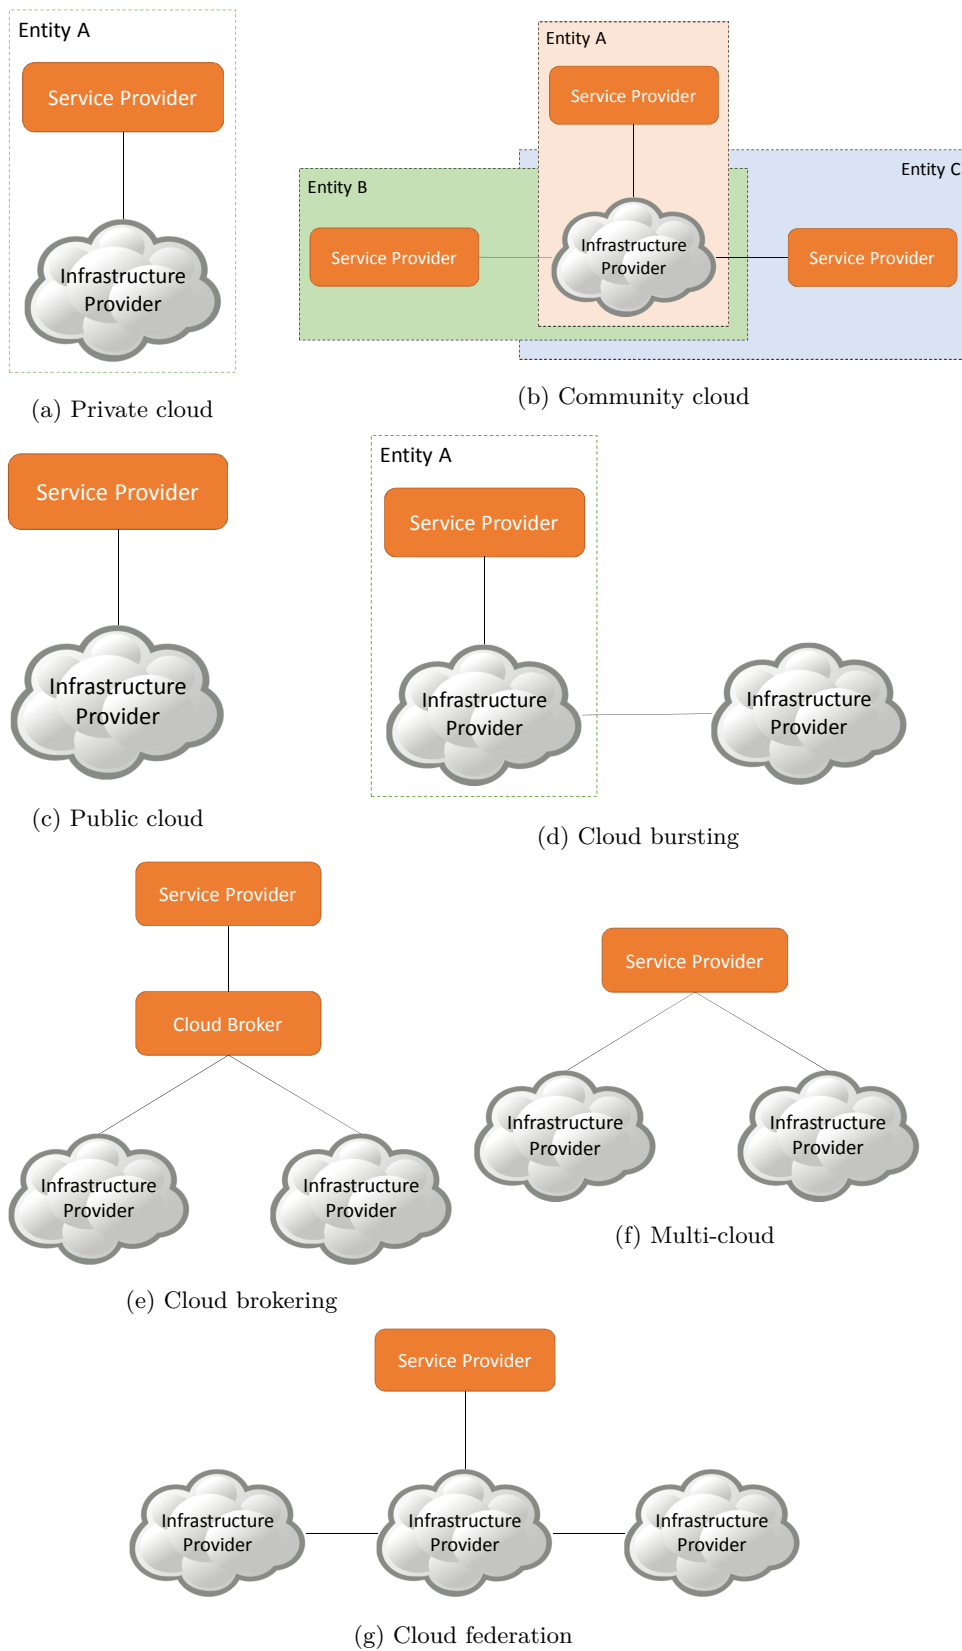 Entity A
Service Provider
Infrastructure
Provider
(a) Private cloud
Entity A
Service Provider
Entity B
Entity C
Service Provider
Infrastructure
Provider
Service Provider
(b) Community cloud
Service Provider
Infrastructure
Provider
(c) Public cloud
Entity A
Service Provider
Infrastructure
Provider
Infrastructure
Provider
(d) Cloud bursting
Service Provider
Cloud Broker
Infrastructure
Provider
Infrastructure
Provider
(e) Cloud brokering
Service Provider
Infrastructure
Provider
Infrastructure
Provider
(f) Multi-cloud
Service Provider
Infrastructure
Provider
Infrastructure
Provider
Infrastructure
Provider
(g) Cloud federation